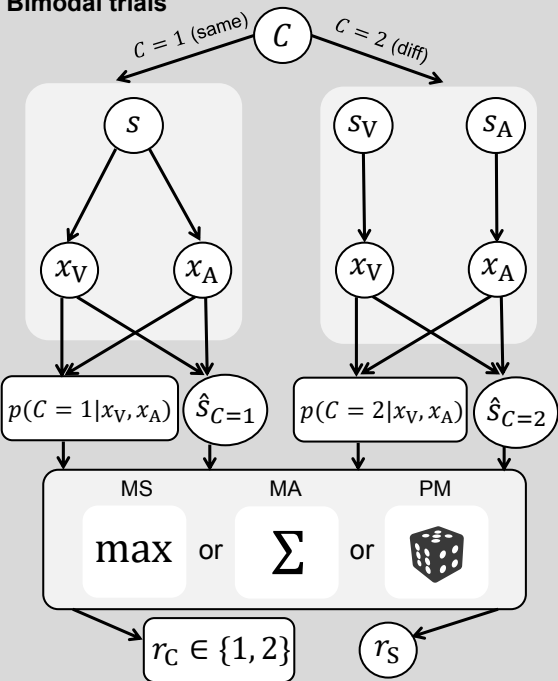 Bimodal trials
C = 1 (same)
C
C = 2 (diff)
s
s_V
s_A
x_V
x_A
x_V
x_A
p(C = 1|x_V, x_A)
ŝ_{C=1}
p(C = 2|x_V, x_A)
ŝ_{C=2}
MS
MA
PM
max or Σ or
r_C ∈ {1, 2}
r_S